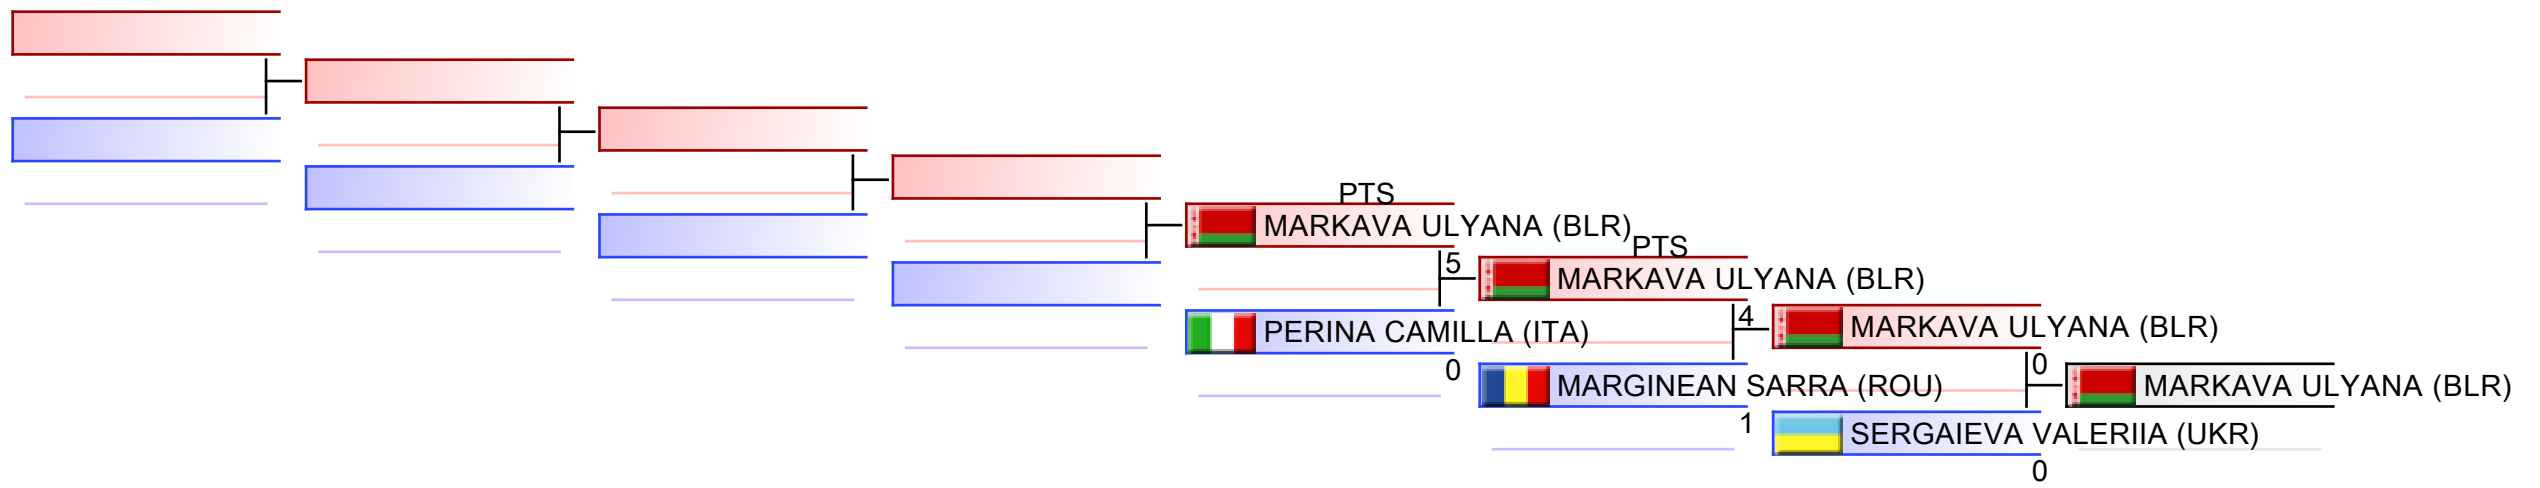 PTS
MARKAVA ULYANA (BLR)
5
PERINA CAMILLA (ITA)
0
PTS
MARKAVA ULYANA (BLR)
4
MARGINEAN SARRA (ROU)
1
MARKAVA ULYANA (BLR)
0
SERGAIEVA VALERIIA (UKR)
0
MARKAVA ULYANA (BLR)